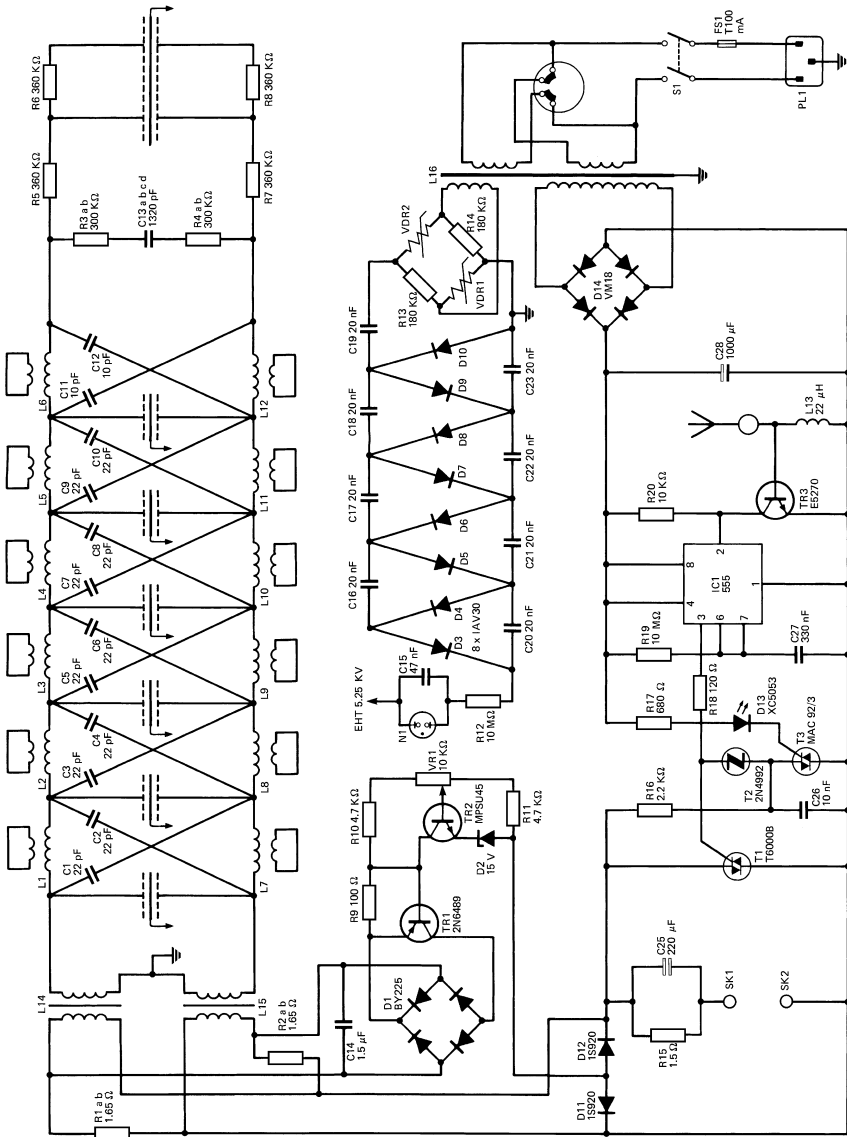 R6 360 KΩ
R8 360 KΩ
R5 360 KΩ
R7 360 KΩ
R3 a b
300 KΩ
C13 a b c d
1320 pF
R4 a b
300 KΩ
L6
C11
10 pF
C12
10 pF
L12
L5
C9
22 pF
C10
22 pF
L11
L4
C7
22 pF
C8
22 pF
L10
L3
C5
22 pF
C6
22 pF
L9
L2
C3
22 pF
C4
22 pF
L8
L1
C1
22 pF
C2
22 pF
L7
L14
L15
R1 a b
1.65 Ω
R2 a b
1.65 Ω
C14
1.5 µF
D1
BY225
R9 100 Ω
TR1
2N6489
R10 4.7 KΩ
VR1
10 KΩ
TR2
MPSU45
D2
15 V
R11
4.7 KΩ
EHT 5,25 KV
N1
C15
47 nF
R12
10 MΩ
C16 20 nF
C17 20 nF
C18 20 nF
C19 20 nF
D3
D4
D5
D6
D7
D8
D9
D10
8 x IAV30
C20 20 nF
C21 20 nF
C22 20 nF
C23 20 nF
R13
180 KΩ
VDR2
R14
180 KΩ
VDR1
L16
S1
FS1
T100
mA
PL1
D14
VM18
C28
1000 µF
L13
22 µH
R20
10 KΩ
TR3
E5270
IC1
555
2
8
4
1
3
6
7
R19
10 MΩ
C27
330 nF
R18 120 Ω
R17
680 Ω
D13
XC5053
T3
MAC 92/3
T2
2N4992
R16
2.2 KΩ
C26
10 nF
T1
T6000B
C25
220 µF
R15
1.5 Ω
SK1
SK2
D12
1S920
D11
1S920